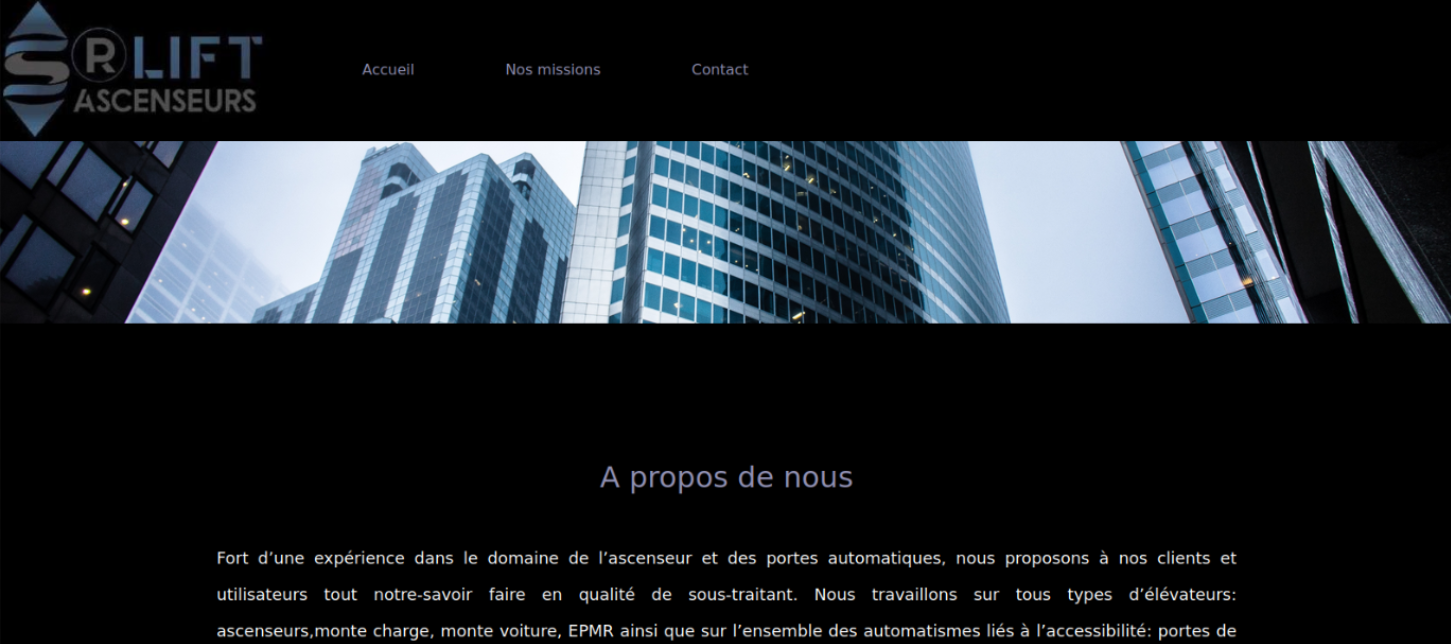 SRLIFT
ASCENSEURS
Accueil Nos missions Contact
A propos de nous
Fort d’une expérience dans le domaine de l’ascenseur et des portes automatiques, nous proposons à nos clients et
utilisateurs tout notre-savoir faire en qualité de sous-traitant. Nous travaillons sur tous types d’élévateurs:
ascenseurs,monte charge, monte voiture, EPMR ainsi que sur l’ensemble des automatismes liés à l’accessibilité: portes de